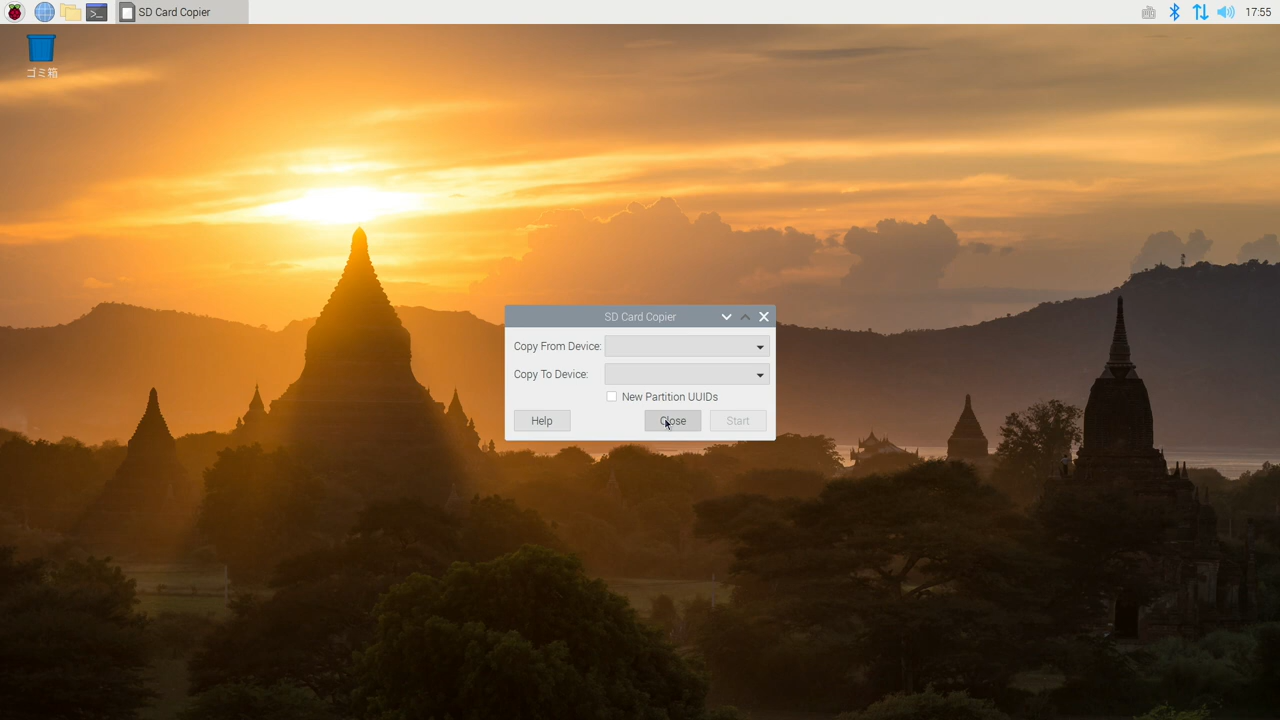 SD Card Copier
17:55
ゴミ箱
SD Card Copier
Copy From Device:
Copy To Device:
New Partition UUIDs
Help
Close
Start